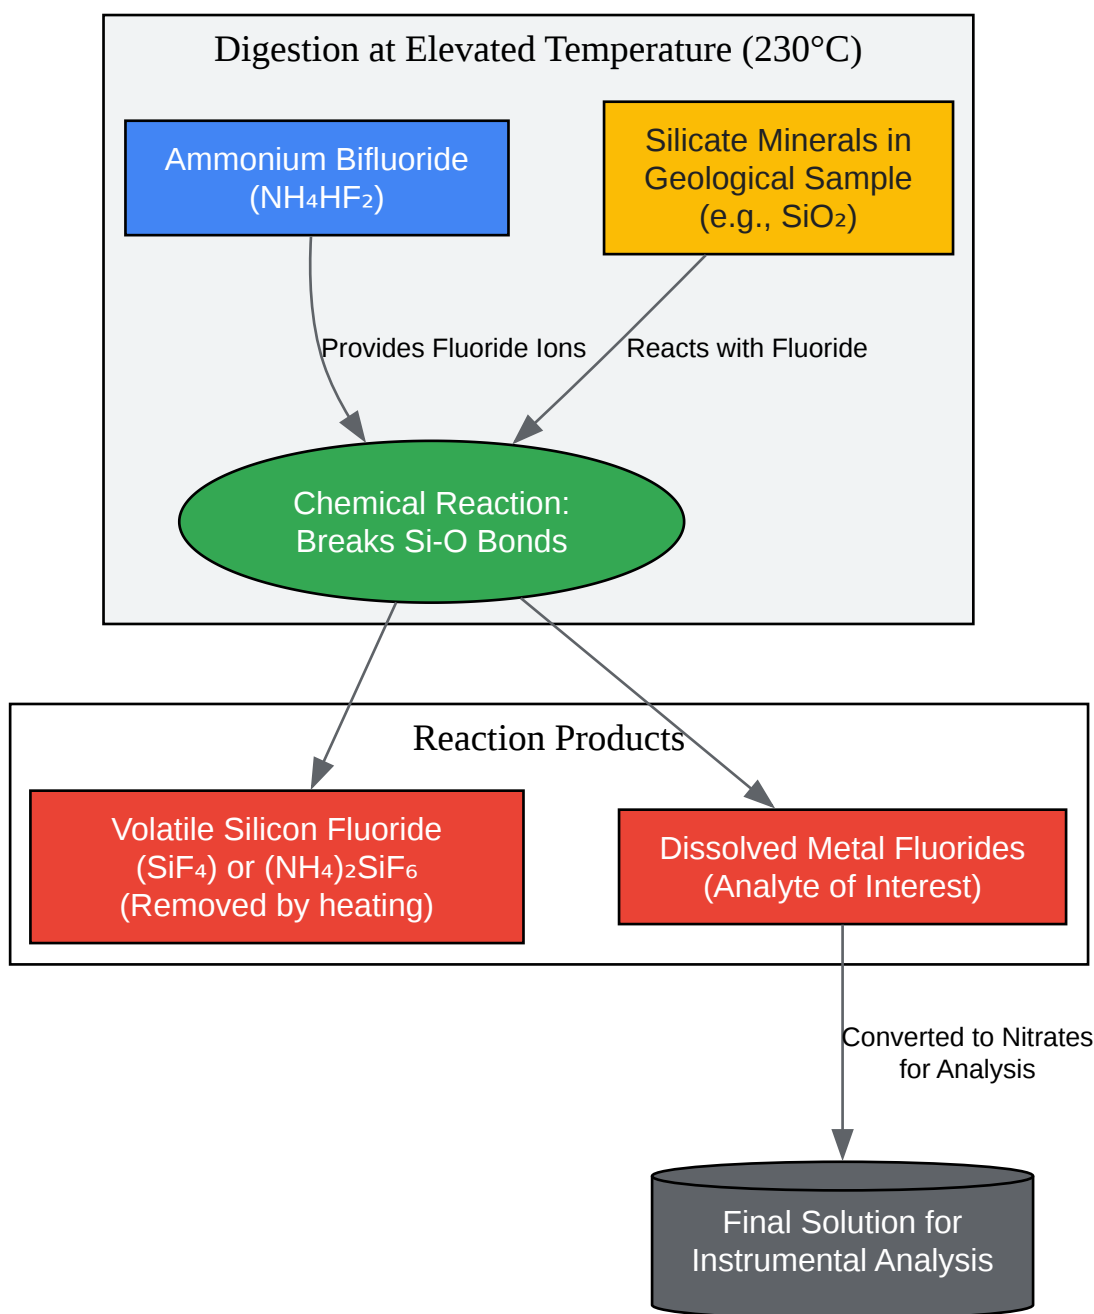 Digestion at Elevated Temperature (230°C)
Ammonium Bifluoride
(NH₄HF₂)
Silicate Minerals in
Geological Sample
(e.g., SiO₂)
Provides Fluoride Ions
Reacts with Fluoride
Chemical Reaction:
Breaks Si-O Bonds
Reaction Products
Volatile Silicon Fluoride
(SiF₄) or (NH₄)₂SiF₆
(Removed by heating)
Dissolved Metal Fluorides
(Analyte of Interest)
Converted to Nitrates
for Analysis
Final Solution for
Instrumental Analysis